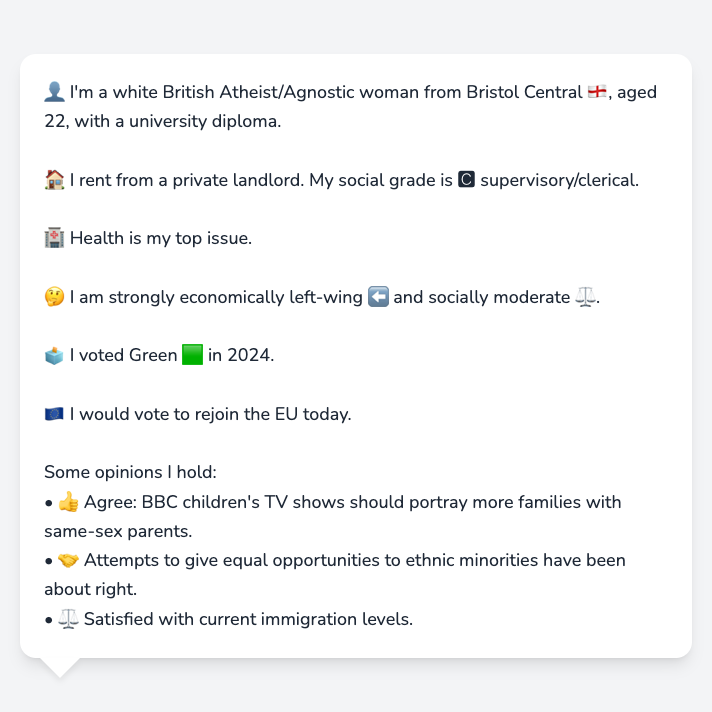 👤 I'm a white British Atheist/Agnostic woman from Bristol Central 🏴󠁧󠁢󠁥󠁮󠁧󠁿, aged
22, with a university diploma.
🏠 I rent from a private landlord. My social grade is 🅲 supervisory/clerical.
🏥 Health is my top issue.
🤔 I am strongly economically left-wing ⬅️ and socially moderate ⚖️.
🗳️ I voted Green 🟩 in 2024.
🇪🇺 I would vote to rejoin the EU today.
Some opinions I hold:
• 👍 Agree: BBC children's TV shows should portray more families with
same-sex parents.
• 🤝 Attempts to give equal opportunities to ethnic minorities have been
about right.
• ⚖️ Satisfied with current immigration levels.